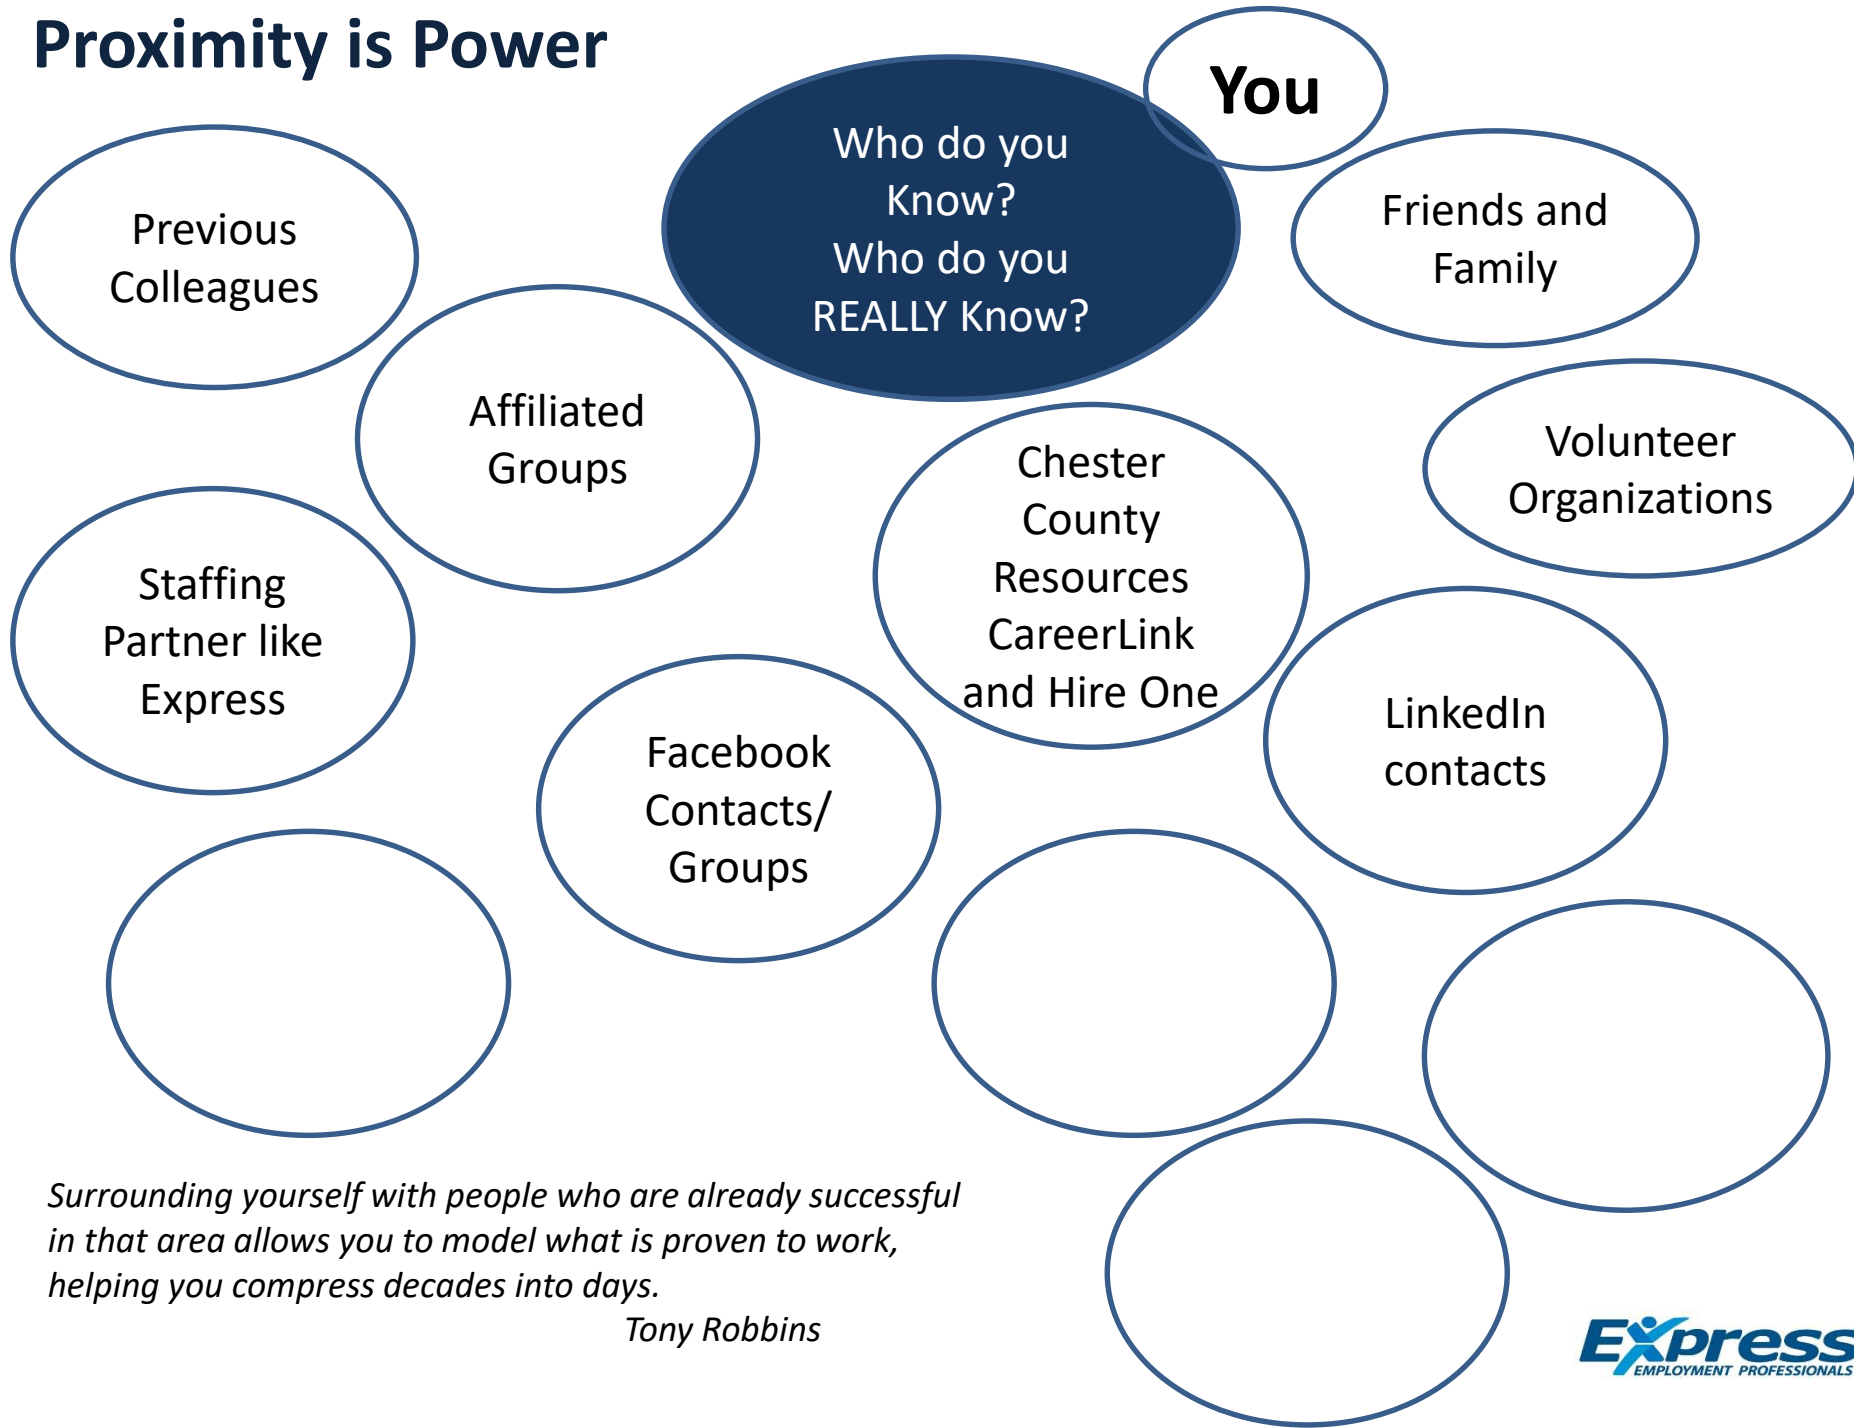 Proximity is Power
You
Who do you
Know?
Who do you
REALLY Know?
Previous
Colleagues
Friends and
Family
Affiliated
Groups
Chester
County
Resources
CareerLink
and Hire One
Volunteer
Organizations
Staffing
Partner like
Express
Facebook
Contacts/
Groups
LinkedIn
contacts
Surrounding yourself with people who are already successful
in that area allows you to model what is proven to work,
helping you compress decades into days.
Tony Robbins
Express
EMPLOYMENT PROFESSIONALS